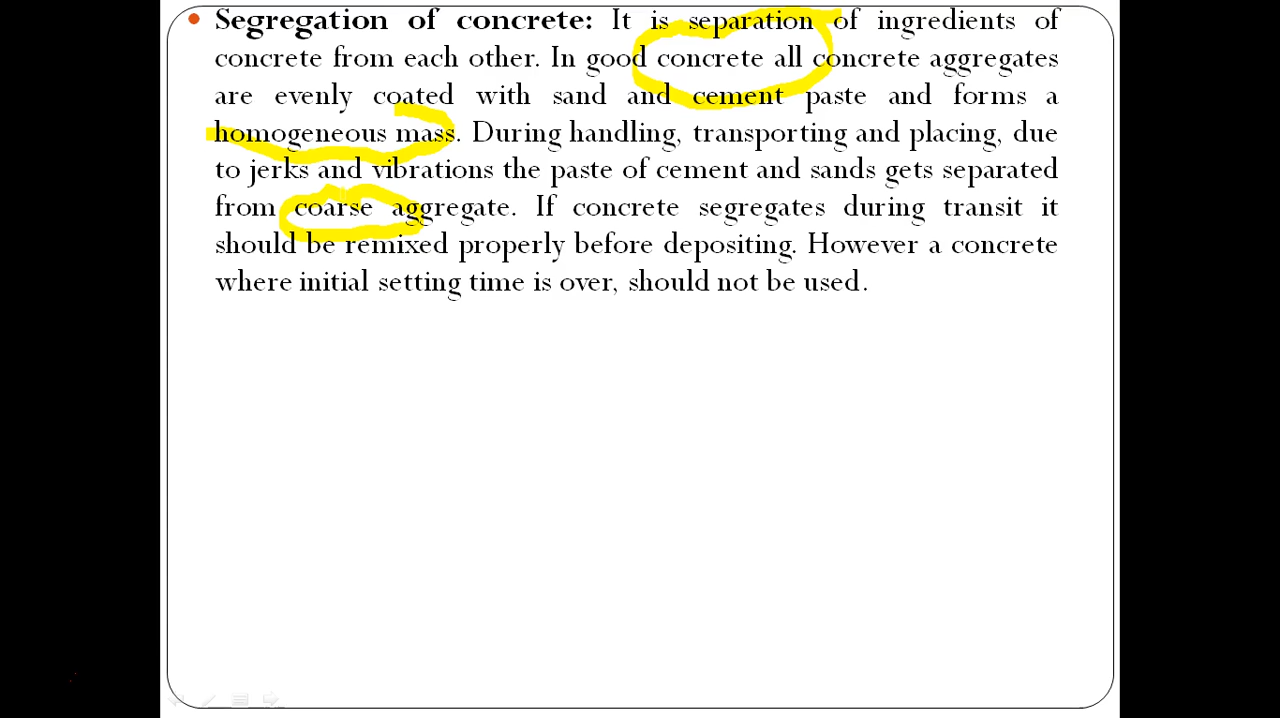 • Segregation of concrete: It is separation of ingredients of
concrete from each other. In good concrete all concrete aggregates
are evenly coated with sand and cement paste and forms a
homogeneous mass. During handling, transporting and placing, due
to jerks and vibrations the paste of cement and sands gets separated
from coarse aggregate. If concrete segregates during transit it
should be remixed properly before depositing. However a concrete
where initial setting time is over, should not be used.